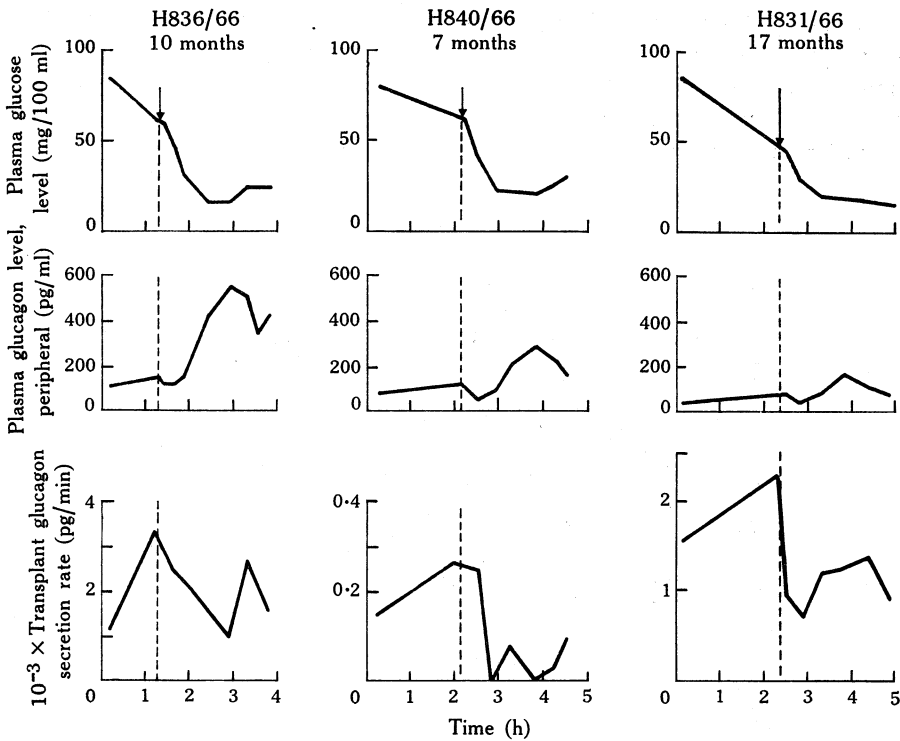 H836/66
10 months
H840/66
7 months
H831/66
17 months
Plasma glucose
level (mg/100 ml)
100
50
0
100
50
0
100
50
0
Plasma glucagon level,
peripheral (pg/ml)
600
400
200
0
600
400
200
0
600
400
200
0
10⁻³ × Transplant glucagon
secretion rate (pg/min)
4
2
0
0·4
0·2
0
2
1
0
1 2 3 4
1 2 3 4 5
1 2 3 4 5
Time (h)